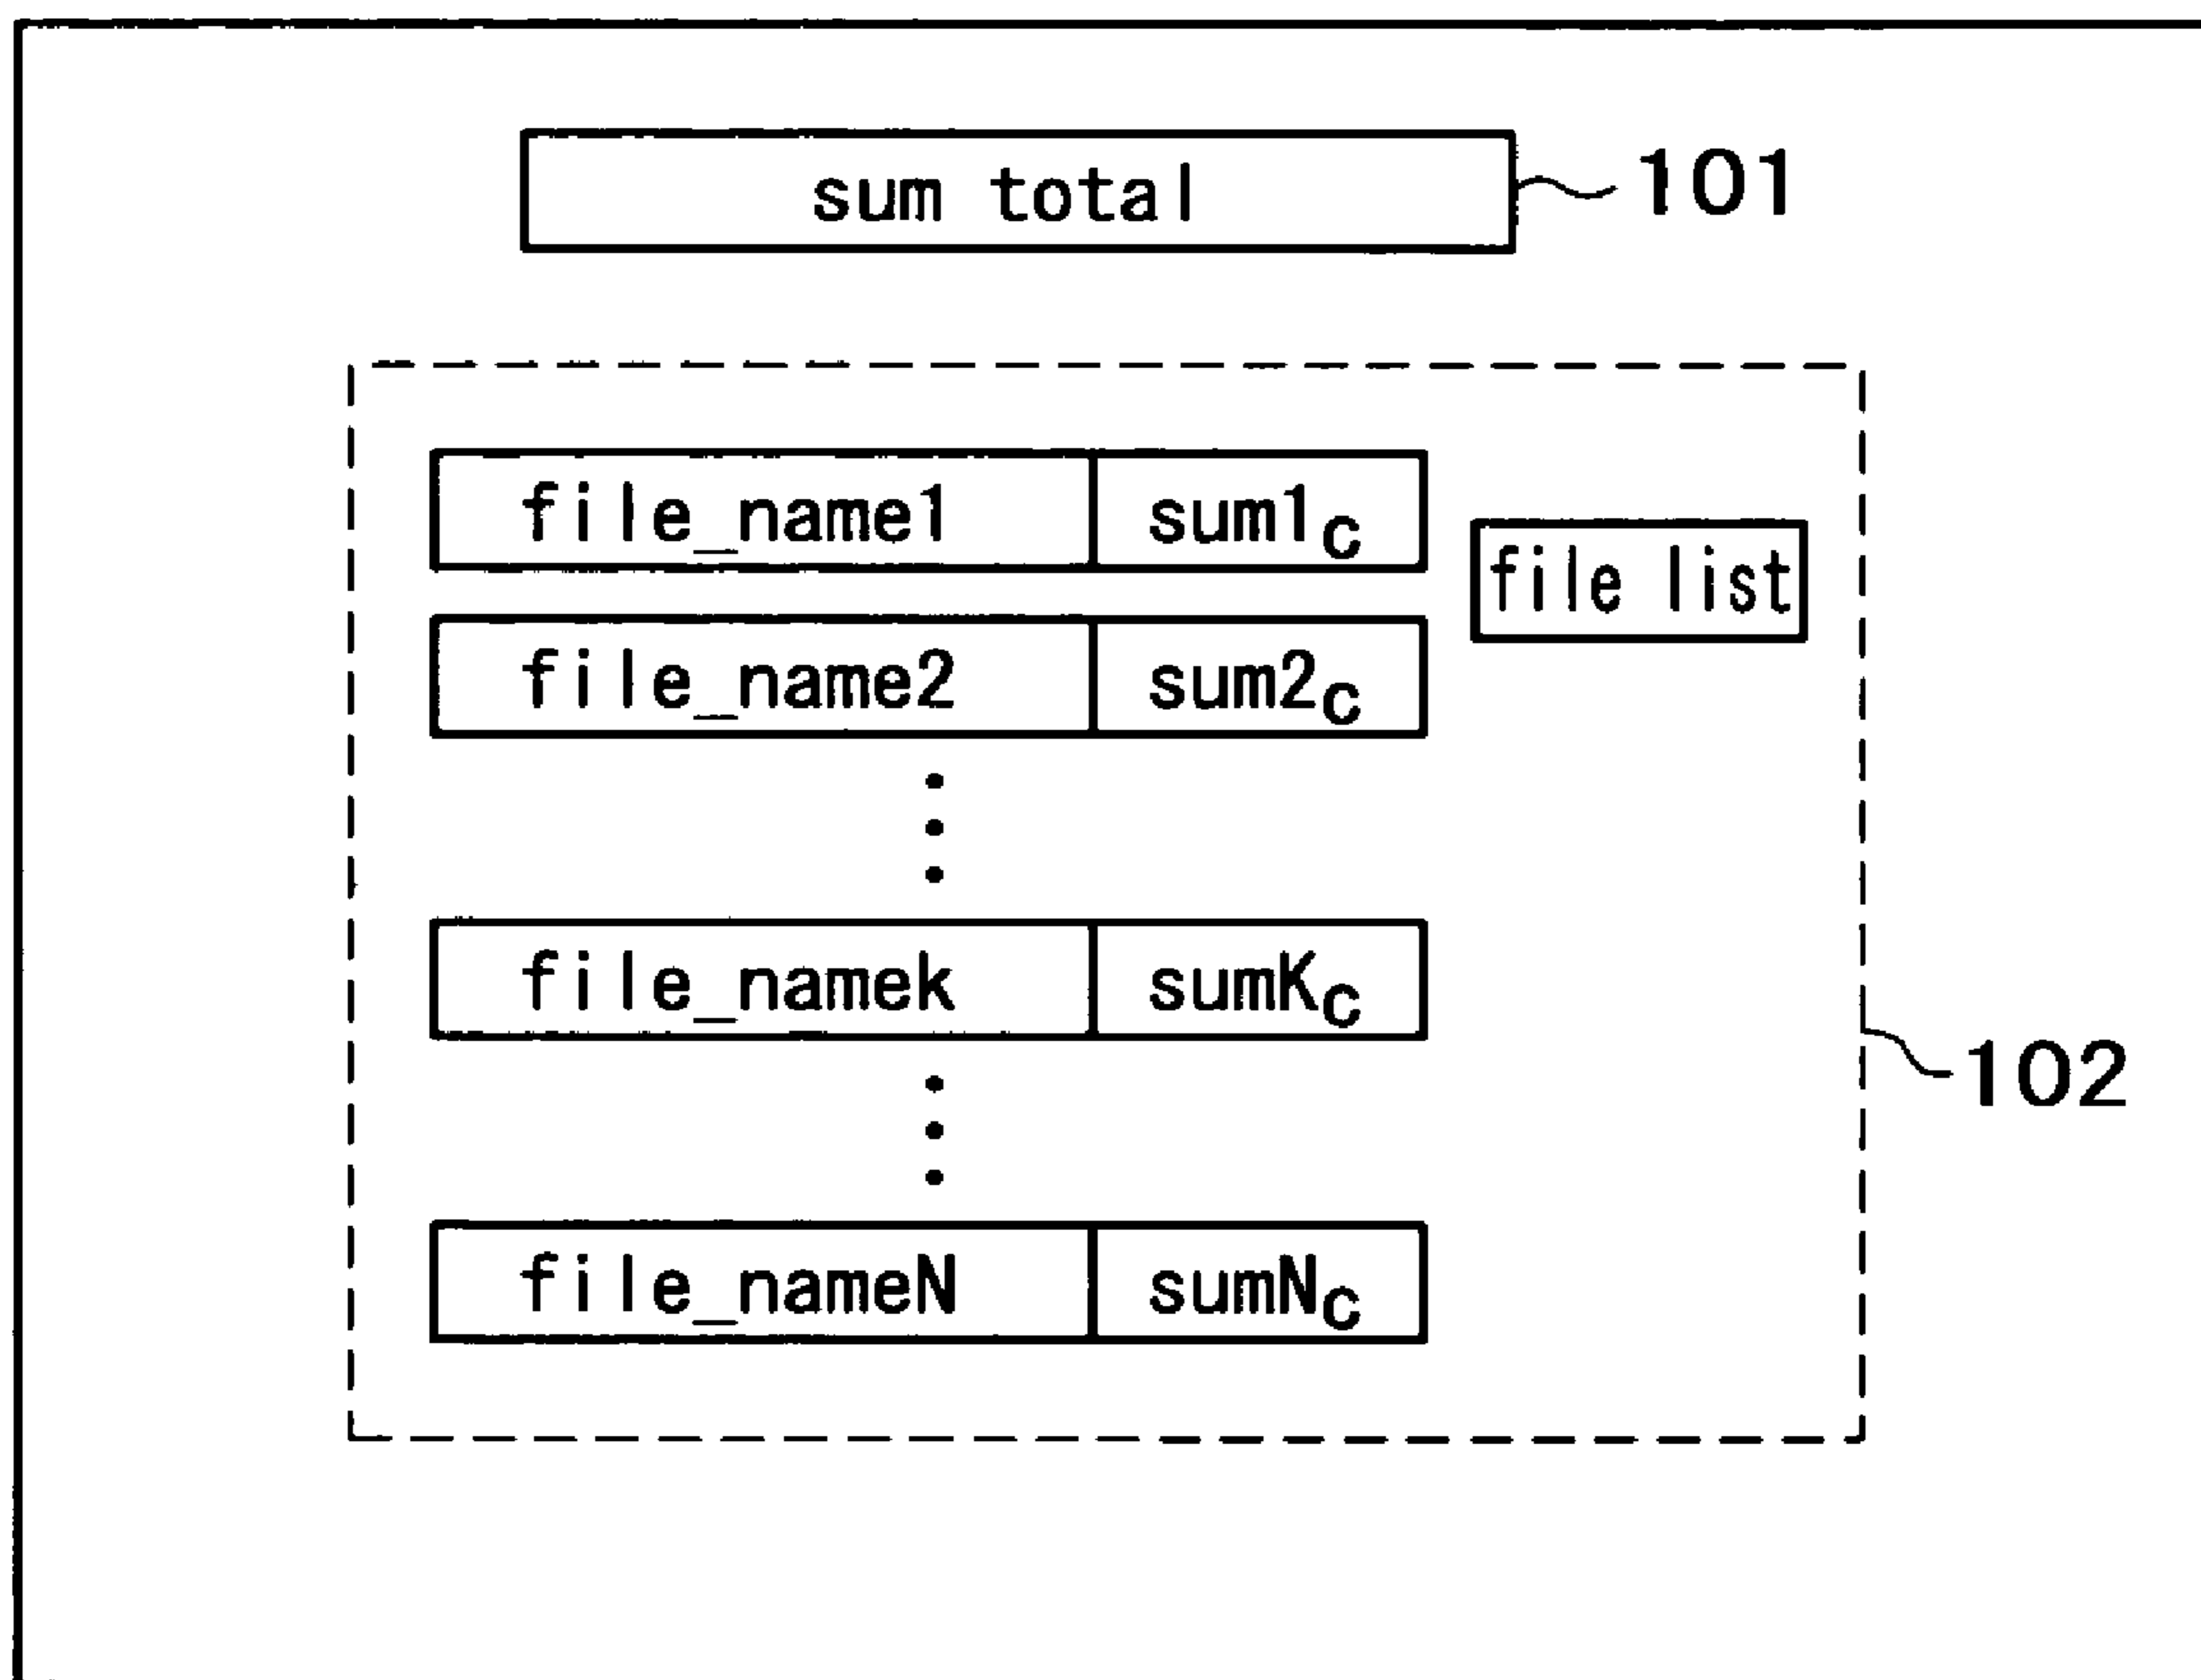 sum total 101
file_name1 sum1c
file list
file_name2 sum2c
file_namek sumKc
102
file_nameN sumNc